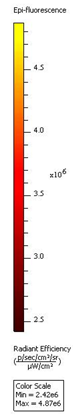 Epi-fluorescence
4.5
4.0
x10⁶
3.5
3.0
2.5
Radiant Efficiency
(p/sec/cm²/sr / µW/cm²)
Color Scale
Min = 2.42e6
Max = 4.87e6